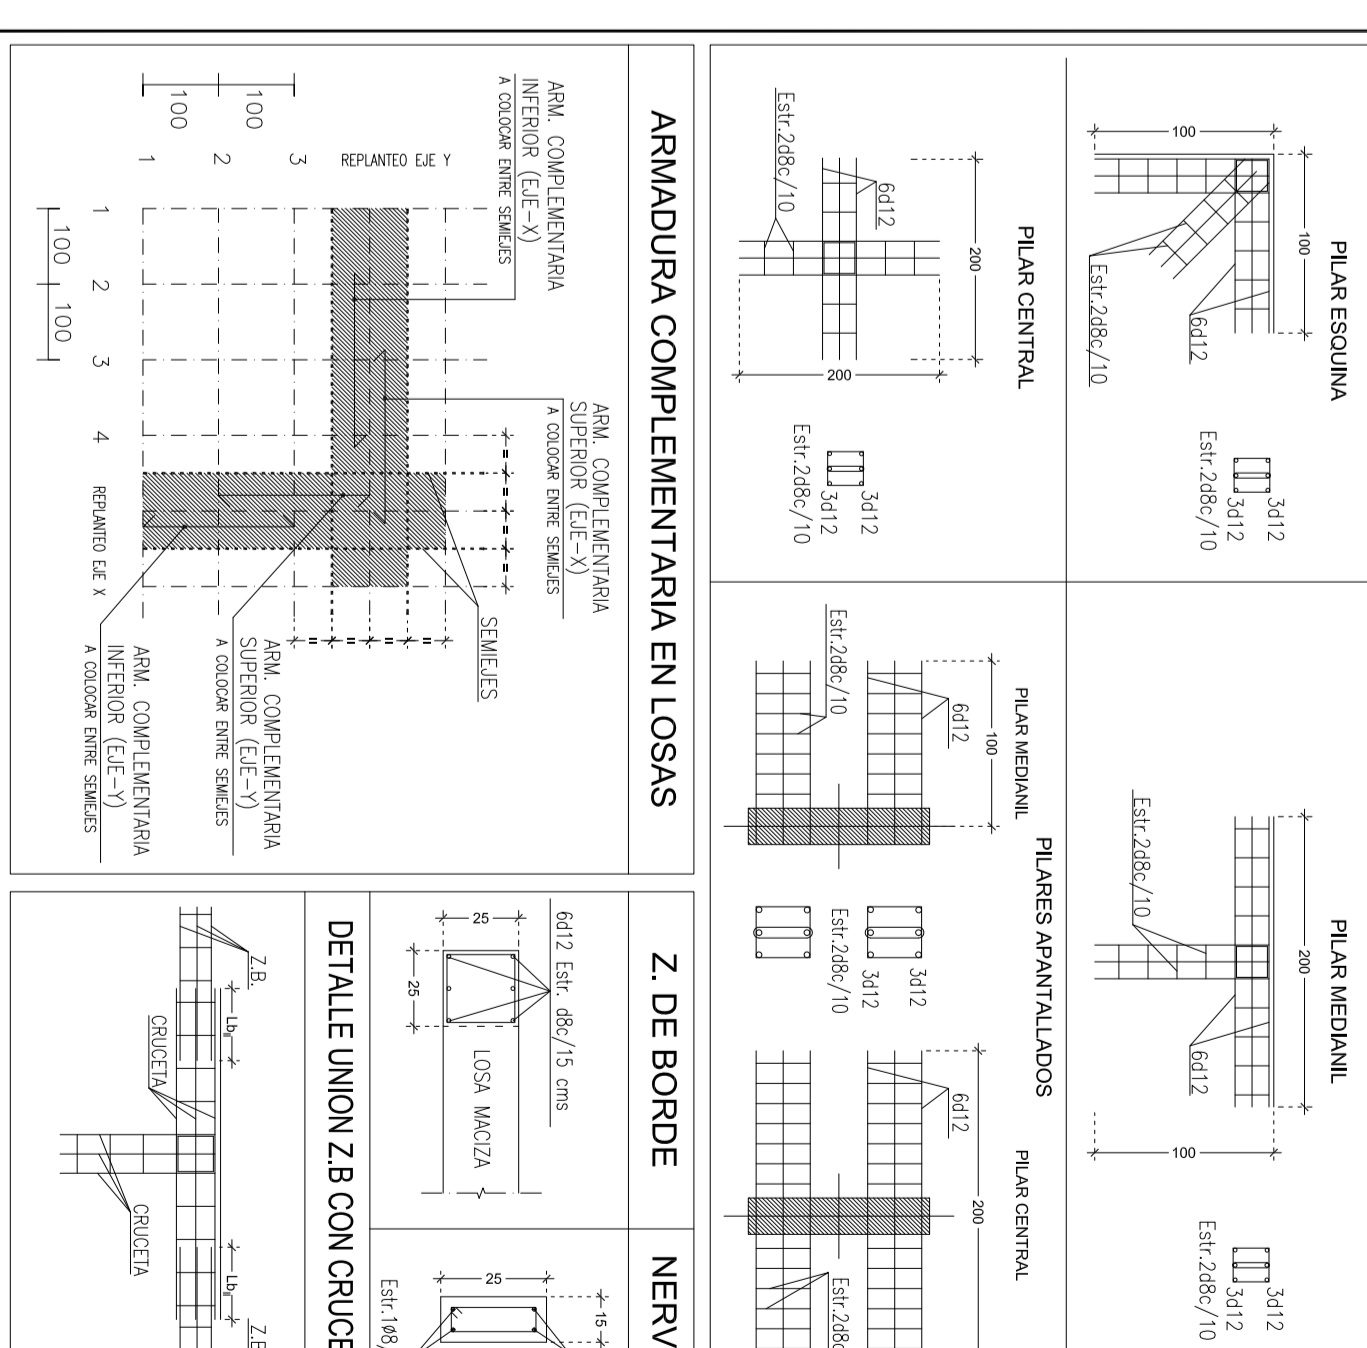 PILAR ESQUINA
100
100
6d12
Estr.2d8c/10
3d12
3d12
Estr.2d8c/10
PILAR MEDIANIL
200
100
Estr.2d8c/10
6d12
3d12
3d12
Estr.2d8c/10
PILAR CENTRAL
200
200
6d12
Estr.2d8c/10
3d12
3d12
Estr.2d8c/10
PILARES APANTALLADOS
PILAR MEDIANIL
100
6d12
Estr.2d8c/10
3d12
3d12
Estr.2d8c/10
PILAR CENTRAL
200
6d12
ARMADURA COMPLEMENTARIA EN LOSAS
ARM. COMPLEMENTARIA
INFERIOR (EJE-X)
A COLOCAR ENTRE SEMIEJES
ARM. COMPLEMENTARIA
SUPERIOR (EJE-X)
A COLOCAR ENTRE SEMIEJES
SEMIEJES
REPLANTEO EJE Y
3
2
1
100
100
1
2
3
4
REPLANTEO EJE X
100
100
= = = =
= = = =
ARM. COMPLEMENTARIA
SUPERIOR (EJE-Y)
A COLOCAR ENTRE SEMIEJES
ARM. COMPLEMENTARIA
INFERIOR (EJE-Y)
A COLOCAR ENTRE SEMIEJES
Z. DE BORDE
6d12 Estr. d8c/15 cms
25
25
LOSA MACIZA
NERV
25
15
Estr.1Ø8
DETALLE UNION Z.B CON CRUCE
Z.B.
Lb
CRUCETA
CRUCETA
Lb